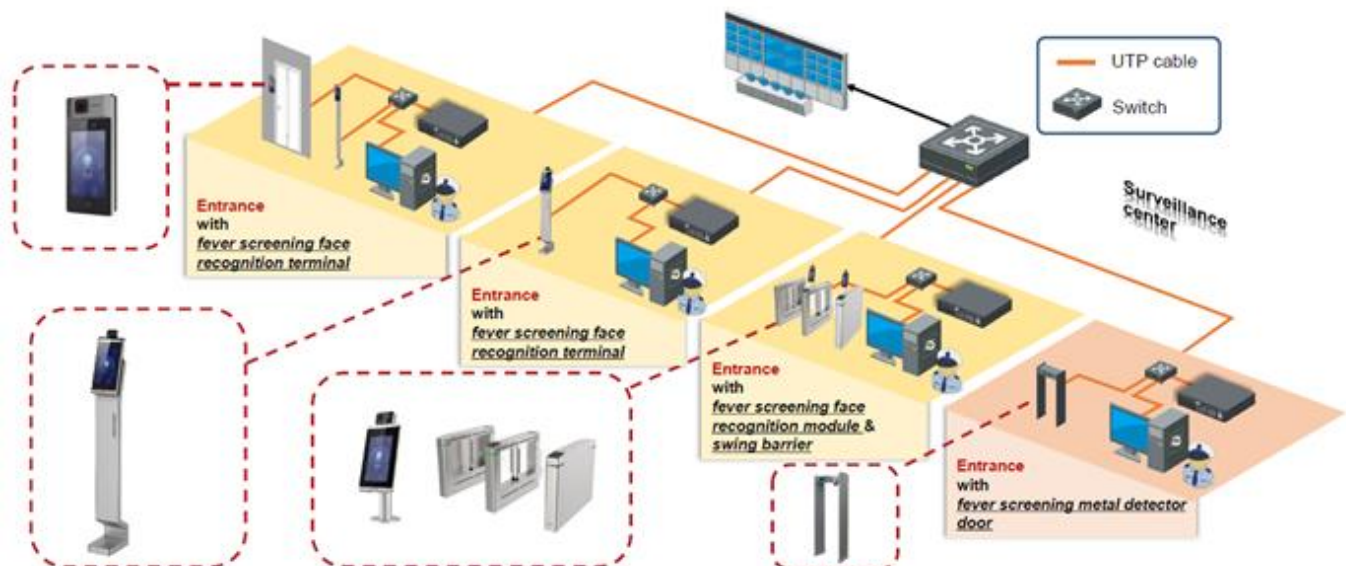 UTP cable
Switch
Surveillance
center
Entrance
with
fever screening face
recognition terminal
Entrance
with
fever screening face
recognition terminal
Entrance
with
fever screening face
recognition module &
swing barrier
Entrance
with
fever screening metal detector
door